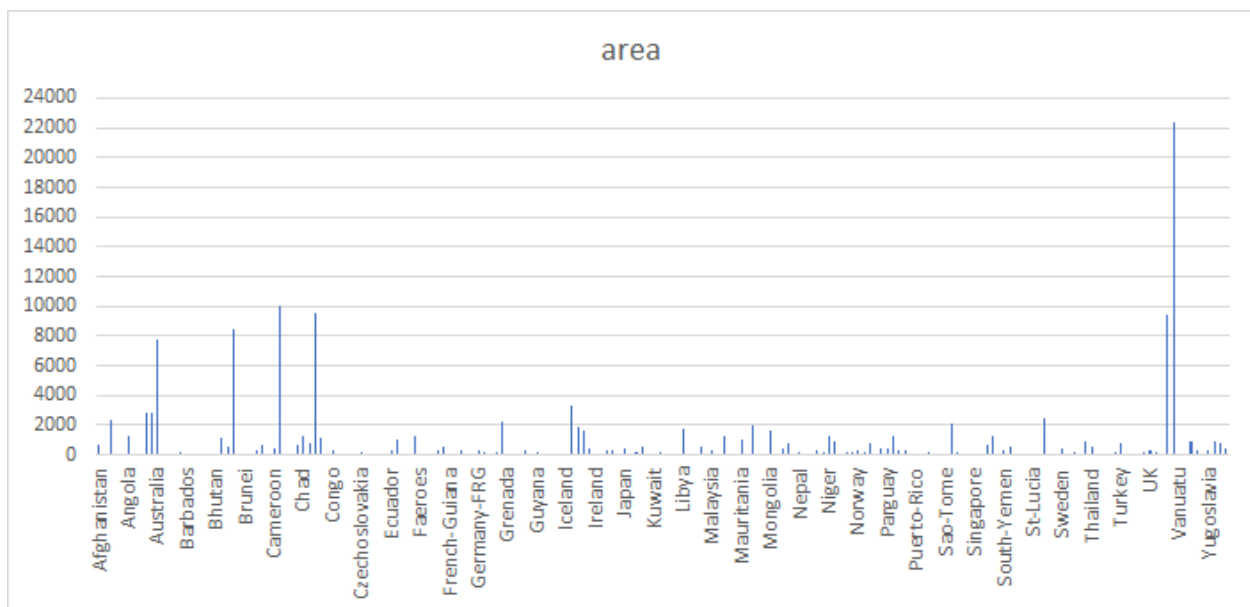 area
24000
22000
20000
18000
16000
14000
12000
10000
8000
6000
4000
2000
0
Afghanistan
Angola
Australia
Barbados
Bhutan
Brunei
Cameroon
Chad
Congo
Czechoslovakia
Ecuador
Faeroes
French-Guiana
Germany-FRG
Grenada
Guyana
Iceland
Ireland
Japan
Kuwait
Libya
Malaysia
Mauritania
Mongolia
Nepal
Niger
Norway
Parguay
Puerto-Rico
Sao-Tome
Singapore
South-Yemen
St-Lucia
Sweden
Thailand
Turkey
UK
Vanuatu
Yugoslavia